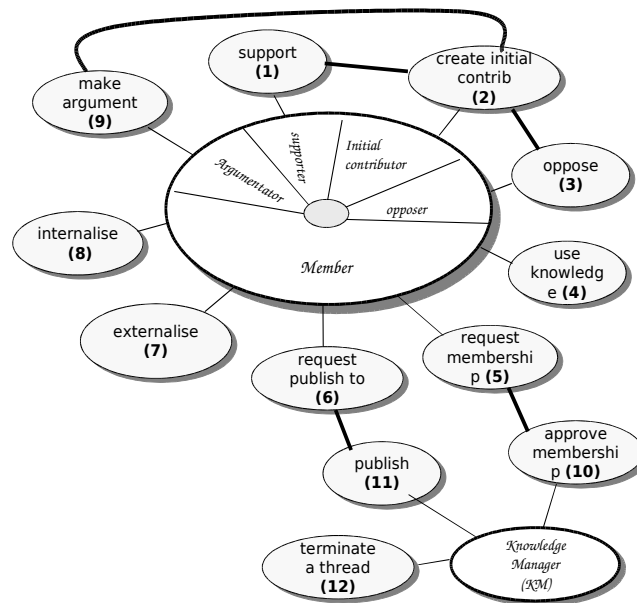 support
(1)
create initial
contrib
(2)
make
argument
(9)
supporter
Initial
contributor
Argumentator
oppose
(3)
opposer
internalise
(8)
use
knowledg
e (4)
Member
externalise
(7)
request
publish to
(6)
request
membershi
p (5)
approve
membershi
p (10)
publish
(11)
terminate
a thread
(12)
Knowledge
Manager
(KM)